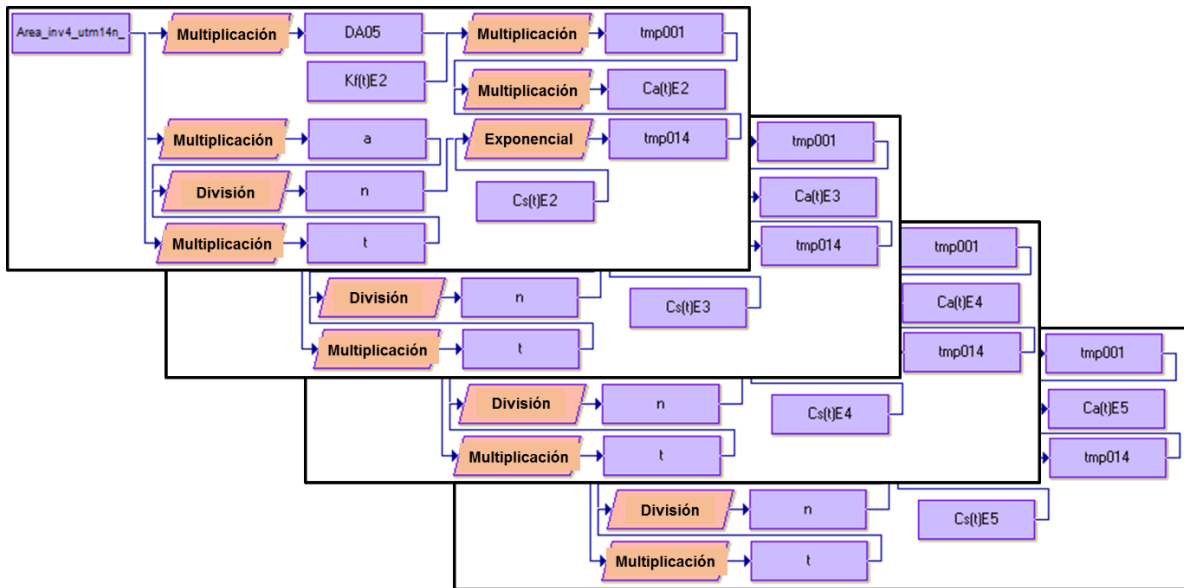 Area_inv4_utm14n_
Multiplicación
DA05
Multiplicación
tmp001
Kf(t)E2
Multiplicación
Ca(t)E2
Multiplicación
a
Exponencial
tmp014
División
n
Cs(t)E2
Multiplicación
t
tmp001
Ca(t)E3
tmp014
División
n
Cs(t)E3
Multiplicación
t
tmp001
Ca(t)E4
tmp014
División
n
Cs(t)E4
Multiplicación
t
tmp001
Ca(t)E5
tmp014
División
n
Cs(t)E5
Multiplicación
t